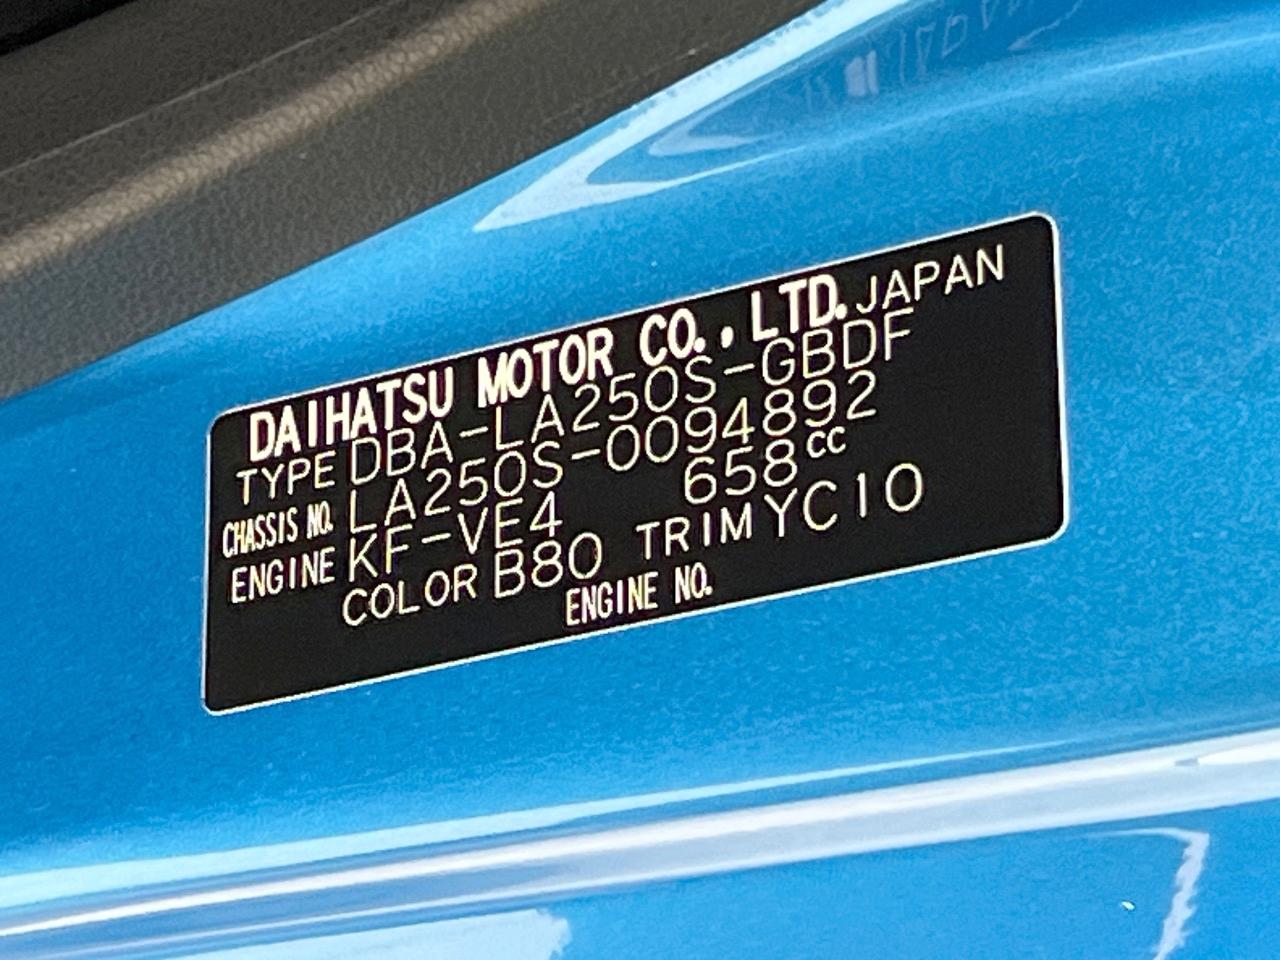 DAIHATSU MOTOR CO., LTD. JAPAN
TYPE DBA-LA250S-GBDF
CHASSIS NO. LA250S-0094892
ENGINE KF-VE4 658cc
COLOR B80 TRIM YC10
ENGINE NO.